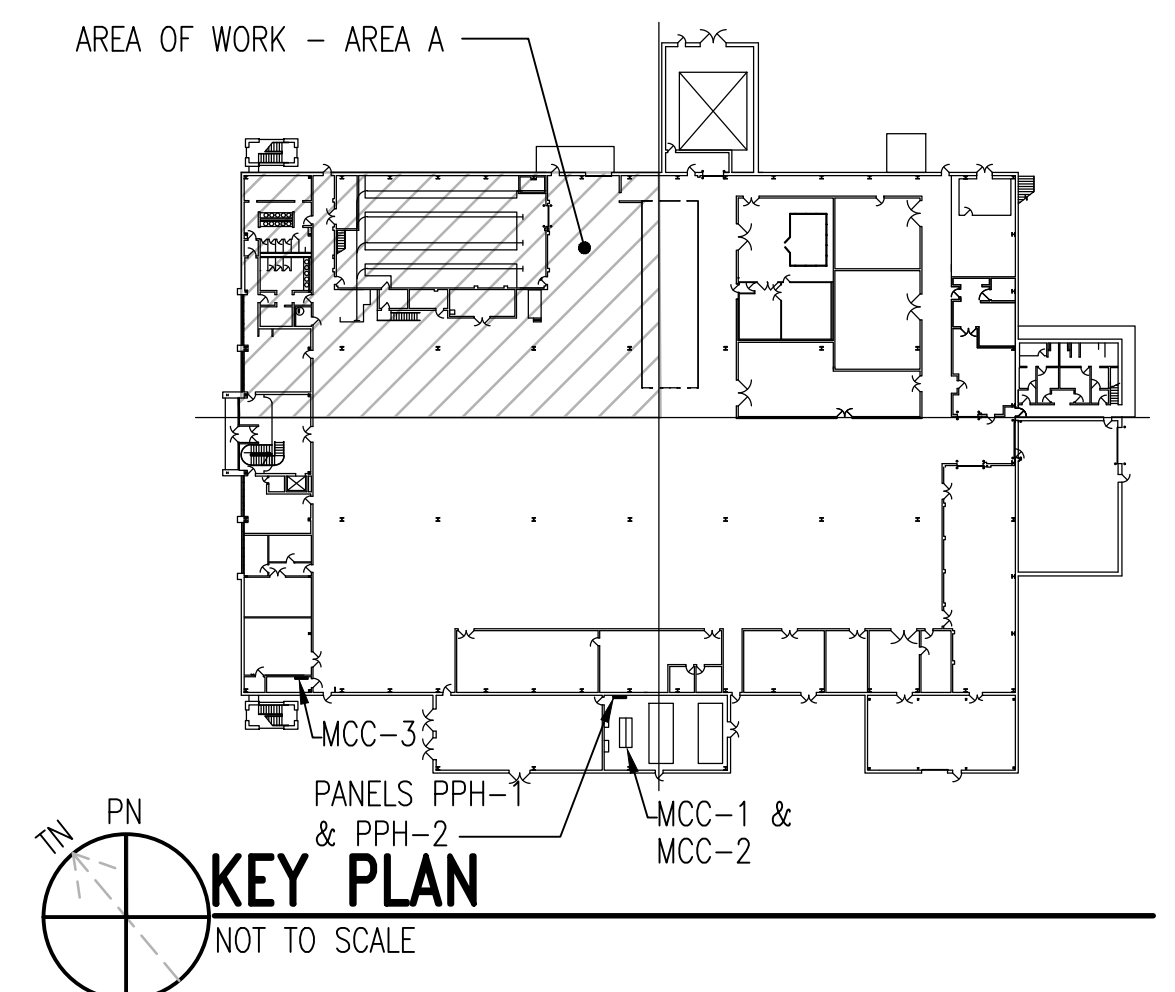 AREA OF WORK – AREA A
MCC-3
PANELS PPH-1
& PPH-2
MCC-1 &
MCC-2
PN
TN
KEY PLAN
NOT TO SCALE